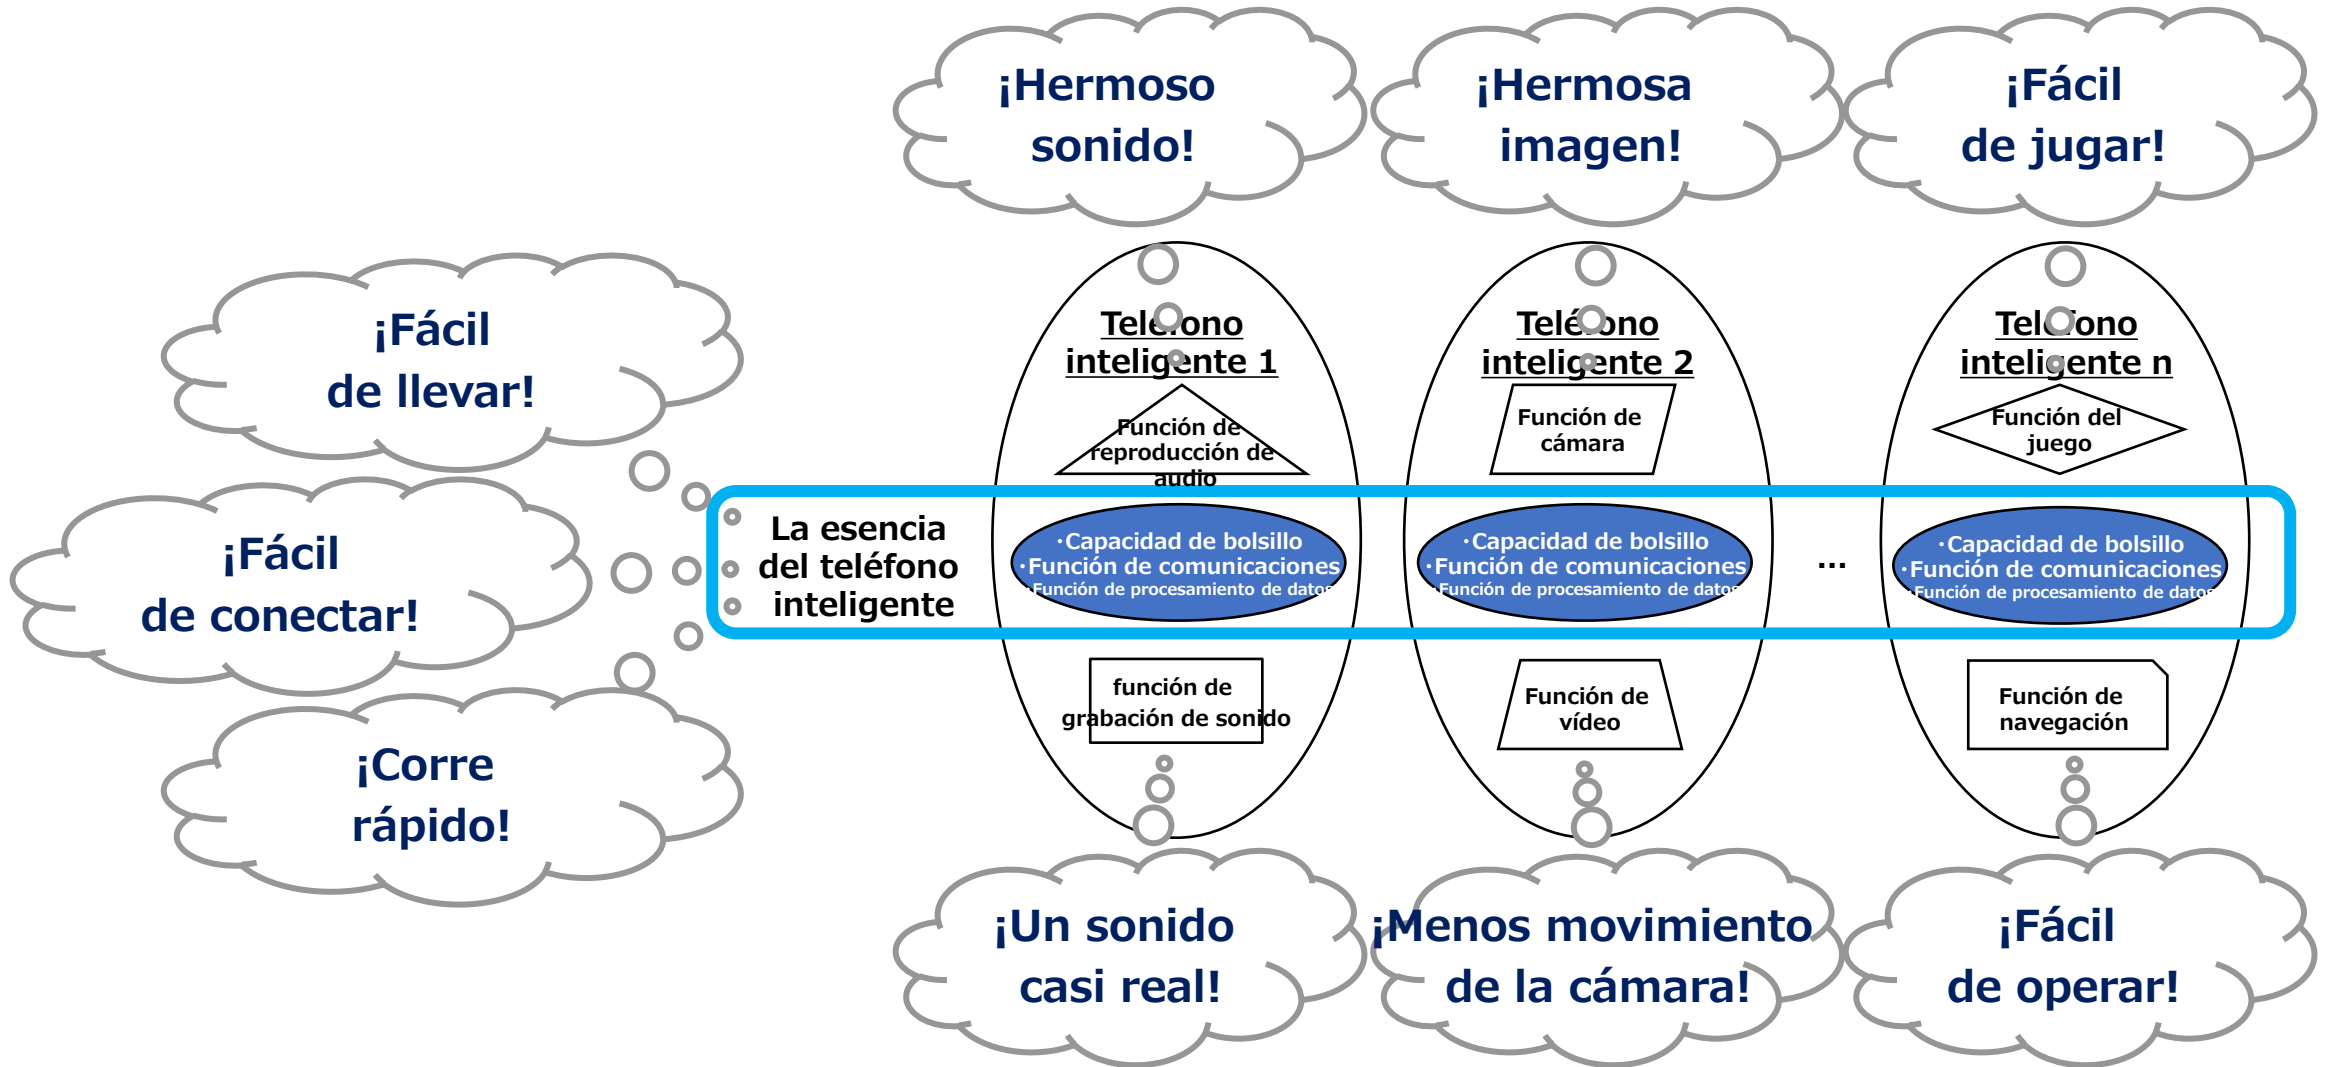 ¡Hermoso
sonido!
¡Hermosa
imagen!
¡Fácil
de jugar!
¡Fácil
de llevar!
¡Fácil
de conectar!
¡Corre
rápido!
La esencia
del teléfono
inteligente
Teléfono
inteligente 1
Función de
reproducción de
audio
・Capacidad de bolsillo
・Función de comunicaciones
・Función de procesamiento de datos
función de
grabación de sonido
Teléfono
inteligente 2
Función de
cámara
・Capacidad de bolsillo
・Función de comunicaciones
・Función de procesamiento de datos
Función de
vídeo
...
Teléfono
inteligente n
Función del
juego
・Capacidad de bolsillo
・Función de comunicaciones
・Función de procesamiento de datos
Función de
navegación
¡Un sonido
casi real!
¡Menos movimiento
de la cámara!
¡Fácil
de operar!